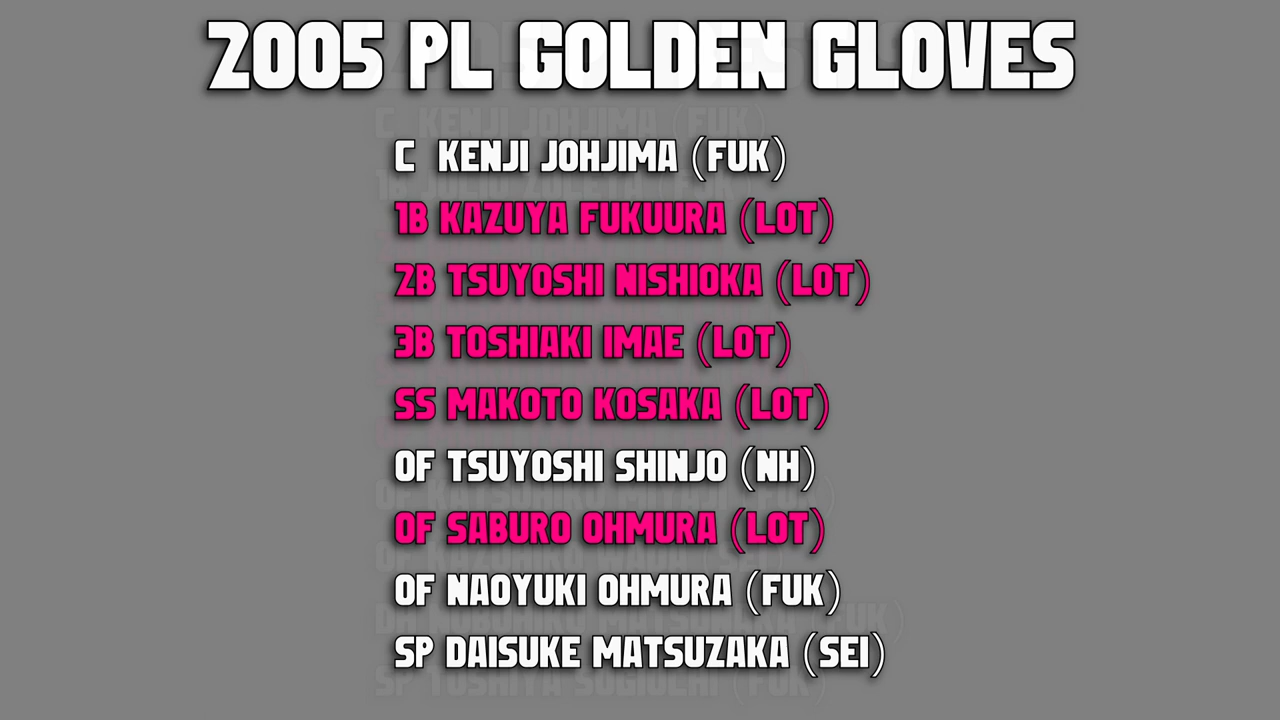 2005 PL GOLDEN GLOVES
C KENJI JOHJIMA (FUK)
1B KAZUYA FUKUURA (LOT)
2B TSUYOSHI NISHIOKA (LOT)
3B TOSHIAKI IMAE (LOT)
SS MAKOTO KOSAKA (LOT)
OF TSUYOSHI SHINJO (NH)
OF SABURO OHMURA (LOT)
OF NAOYUKI OHMURA (FUK)
SP DAISUKE MATSUZAKA (SEI)